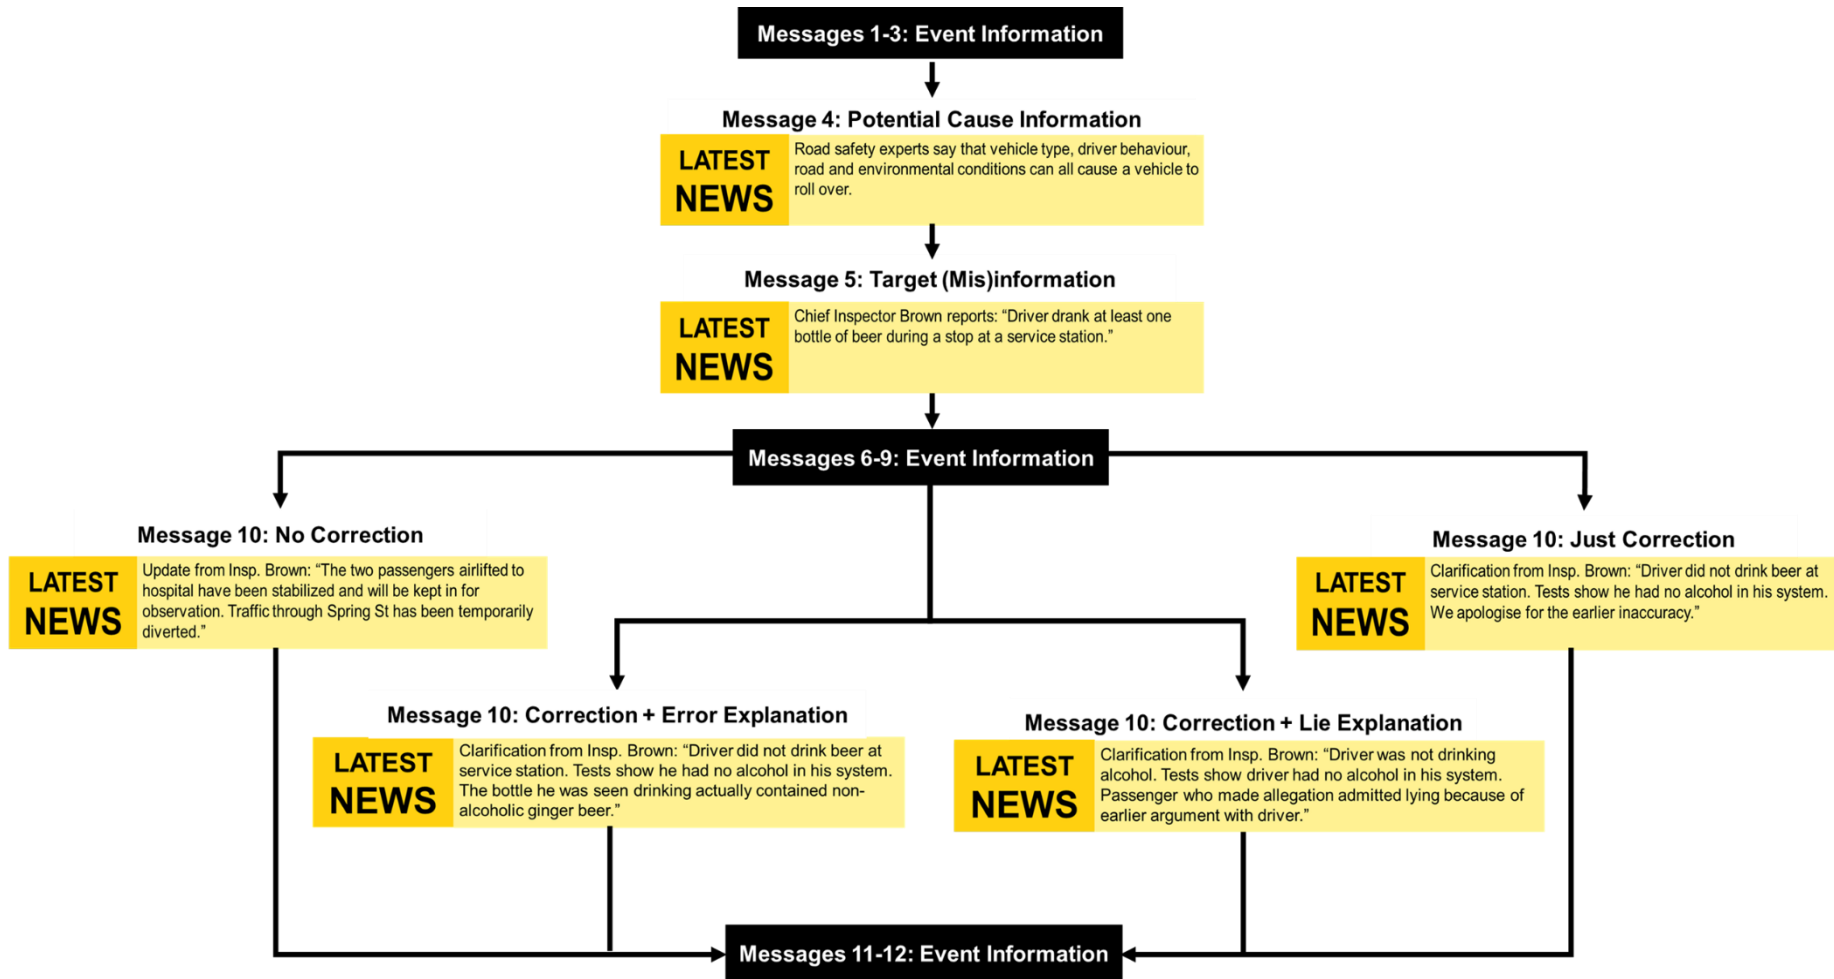 Messages 1-3: Event Information
Message 4: Potential Cause Information
LATEST
NEWS
Road safety experts say that vehicle type, driver behaviour,
road and environmental conditions can all cause a vehicle to
roll over.
Message 5: Target (Mis)information
LATEST
NEWS
Chief Inspector Brown reports: “Driver drank at least one
bottle of beer during a stop at a service station.”
Messages 6-9: Event Information
Message 10: No Correction
LATEST
NEWS
Update from Insp. Brown: “The two passengers airlifted to
hospital have been stabilized and will be kept in for
observation. Traffic through Spring St has been temporarily
diverted.”
Message 10: Just Correction
LATEST
NEWS
Clarification from Insp. Brown: “Driver did not drink beer at
service station. Tests show he had no alcohol in his system.
We apologise for the earlier inaccuracy.”
Message 10: Correction + Error Explanation
LATEST
NEWS
Clarification from Insp. Brown: “Driver did not drink beer at
service station. Tests show he had no alcohol in his system.
The bottle he was seen drinking actually contained non-
alcoholic ginger beer.”
Message 10: Correction + Lie Explanation
LATEST
NEWS
Clarification from Insp. Brown: “Driver was not drinking
alcohol. Tests show driver had no alcohol in his system.
Passenger who made allegation admitted lying because of
earlier argument with driver.”
Messages 11-12: Event Information